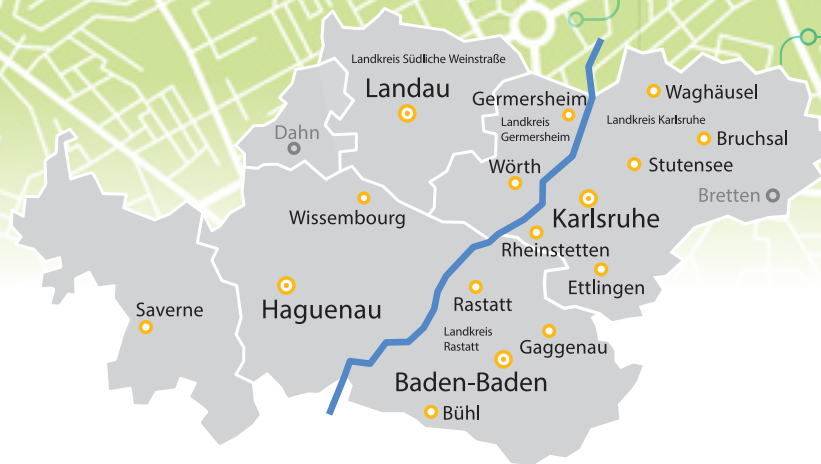 Landkreis Südliche Weinstraße
Landau
Germersheim
Landkreis
Germersheim
Waghäusel
Landkreis Karlsruhe
Bruchsal
Dahn
Wörth
Stutensee
Bretten
Wissembourg
Karlsruhe
Rheinstetten
Ettlingen
Haguenau
Saverne
Rastatt
Landkreis
Rastatt
Gaggenau
Baden-Baden
Bühl